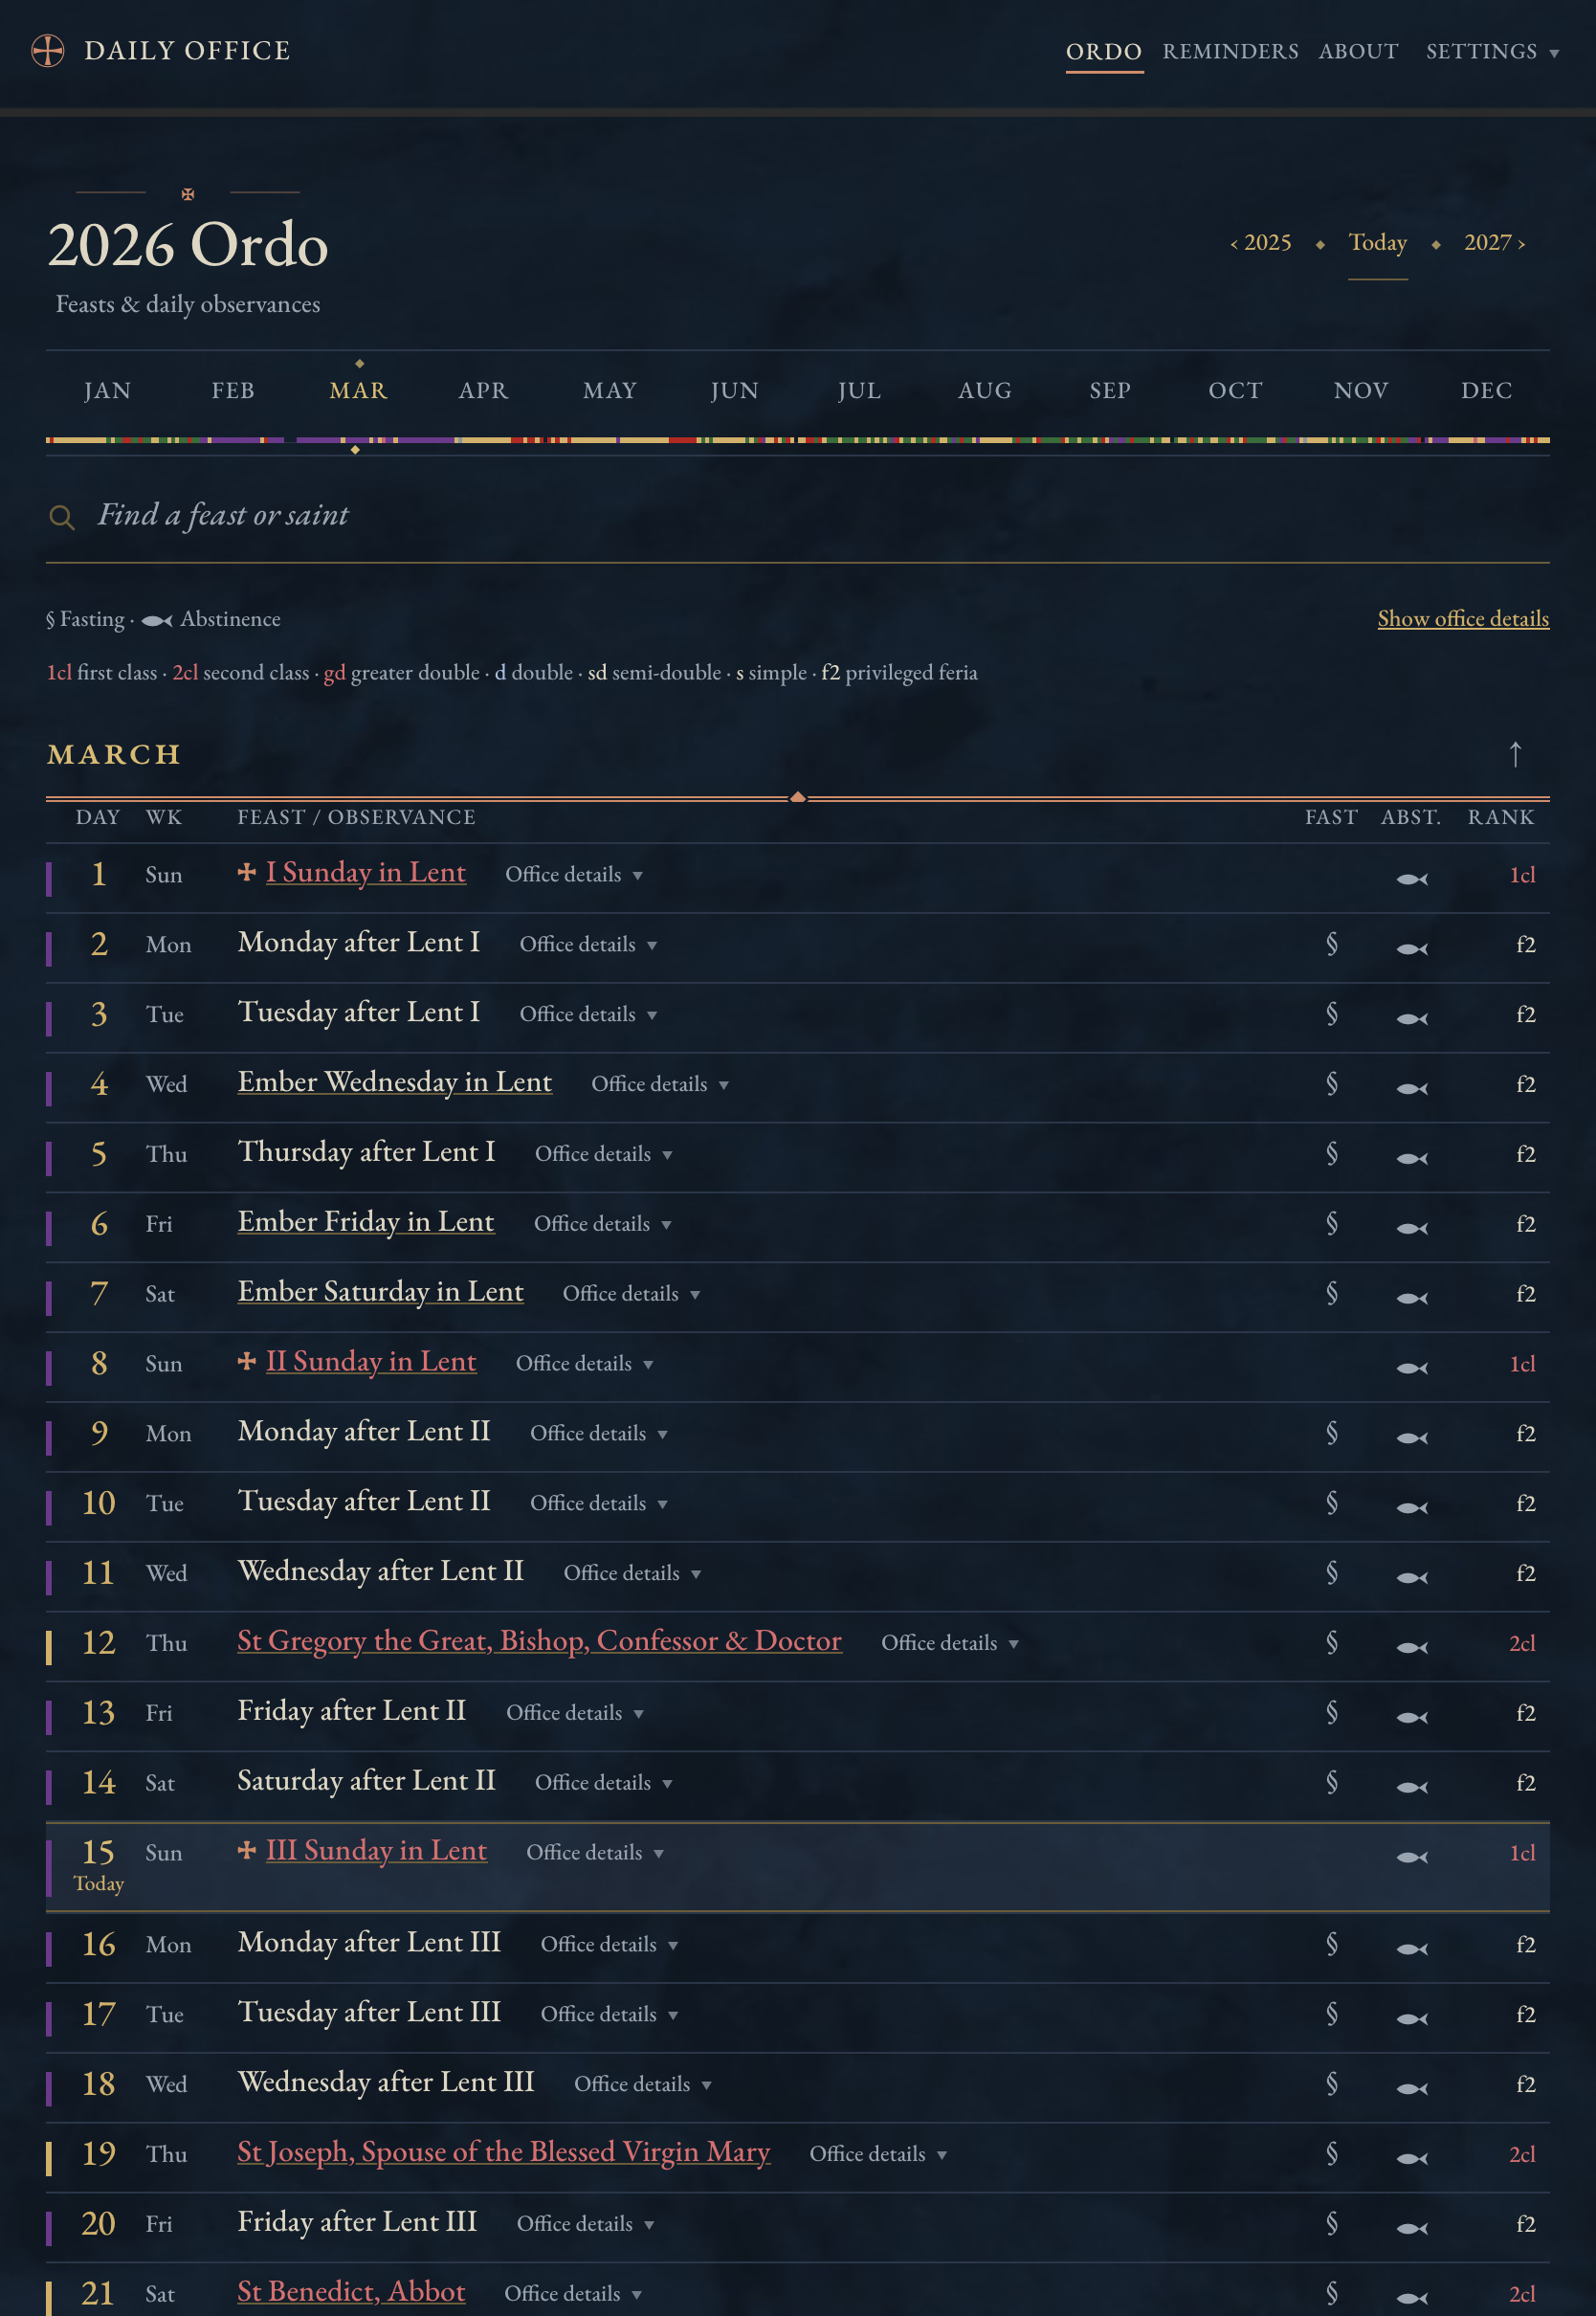 DAILY OFFICE
ORDO REMINDERS ABOUT SETTINGS ▼
2026 Ordo
Feasts & daily observances
‹ 2025 ◆ Today ◆ 2027 ›
JAN FEB MAR APR MAY JUN JUL AUG SEP OCT NOV DEC
Find a feast or saint
§ Fasting · Abstinence
Show office details
1cl first class · 2cl second class · gd greater double · d double · sd semi-double · s simple · f2 privileged feria
MARCH ↑
DAY WK FEAST / OBSERVANCE FAST ABST. RANK
1 Sun ✠ I Sunday in Lent Office details ▼ 1cl
2 Mon Monday after Lent I Office details ▼ § f2
3 Tue Tuesday after Lent I Office details ▼ § f2
4 Wed Ember Wednesday in Lent Office details ▼ § f2
5 Thu Thursday after Lent I Office details ▼ § f2
6 Fri Ember Friday in Lent Office details ▼ § f2
7 Sat Ember Saturday in Lent Office details ▼ § f2
8 Sun ✠ II Sunday in Lent Office details ▼ 1cl
9 Mon Monday after Lent II Office details ▼ § f2
10 Tue Tuesday after Lent II Office details ▼ § f2
11 Wed Wednesday after Lent II Office details ▼ § f2
12 Thu St Gregory the Great, Bishop, Confessor & Doctor Office details ▼ § 2cl
13 Fri Friday after Lent II Office details ▼ § f2
14 Sat Saturday after Lent II Office details ▼ § f2
15 Sun ✠ III Sunday in Lent Office details ▼ 1cl
Today
16 Mon Monday after Lent III Office details ▼ § f2
17 Tue Tuesday after Lent III Office details ▼ § f2
18 Wed Wednesday after Lent III Office details ▼ § f2
19 Thu St Joseph, Spouse of the Blessed Virgin Mary Office details ▼ § 2cl
20 Fri Friday after Lent III Office details ▼ § f2
21 Sat St Benedict, Abbot Office details ▼ § 2cl